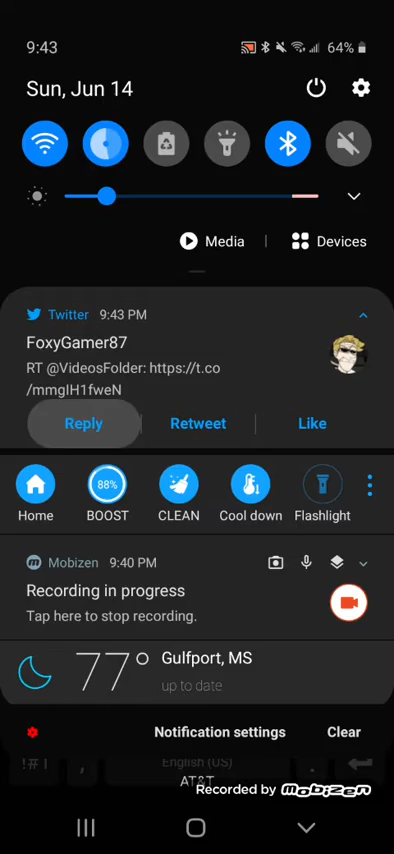 9:43
64%
Sun, Jun 14
Media | Devices
Twitter 9:43 PM
FoxyGamer87
RT @VideosFolder: https://t.co
/mmgIH1fweN
Reply Retweet Like
88%
Home BOOST CLEAN Cool down Flashlight
m Mobizen 9:40 PM
Recording in progress
Tap here to stop recording.
77° Gulfport, MS
up to date
Notification settings Clear
!#1 , English (US) .
AT&T
Recorded by mobizen